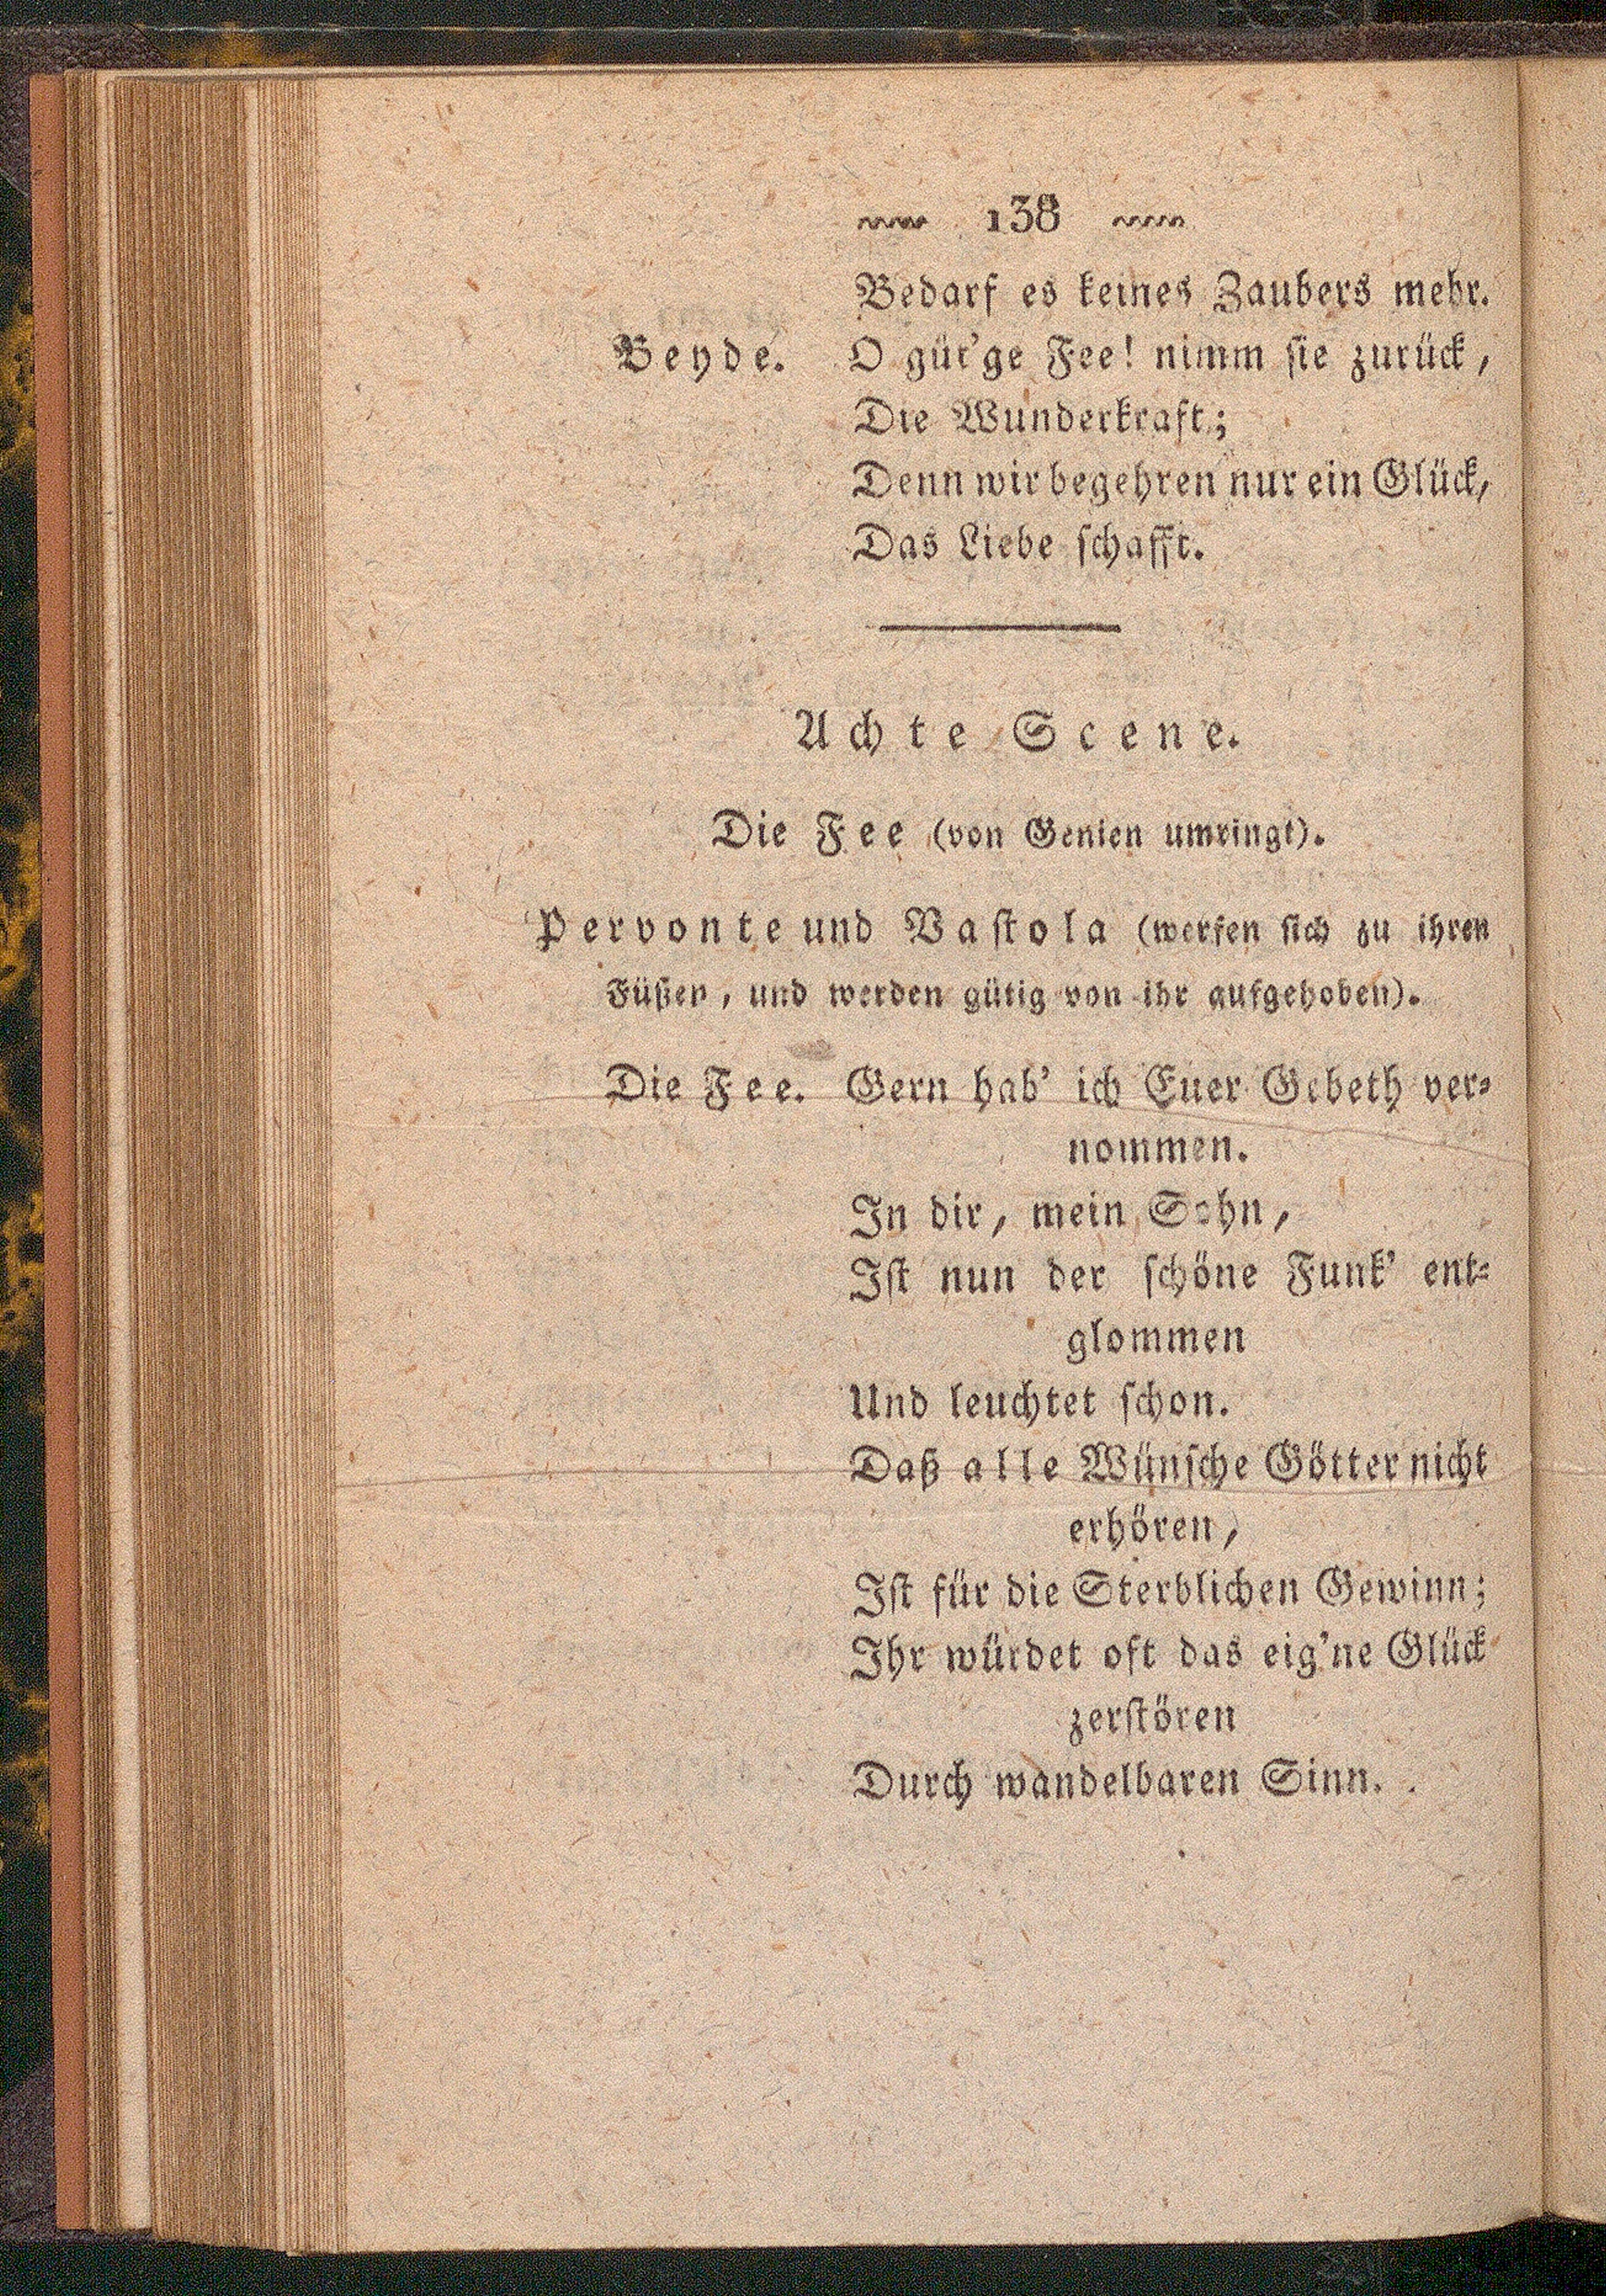 138
Bedarf es keines Zaubers mehr.
Beyde. O güt'ge Fee! nimm sie zurück,
Die Wunderkraft;
Denn wir begehren nur ein Glück,
Das Liebe schafft.
Achte Scene.
Die Fee (von Genien umringt).
Pervonte und Vastola (werfen sich zu ihren
Füßen, und werden gütig von ihr aufgehoben).
Die Fee. Gern hab' ich Euer Gebeth ver-
nommen.
In dir, mein Sohn,
Ist nun der schöne Funk' ent-
glommen
Und leuchtet schon.
Daß alle Wünsche Götter nicht
erhören,
Ist für die Sterblichen Gewinn;
Ihr würdet oft das eig'ne Glück
zerstören
Durch wandelbaren Sinn.